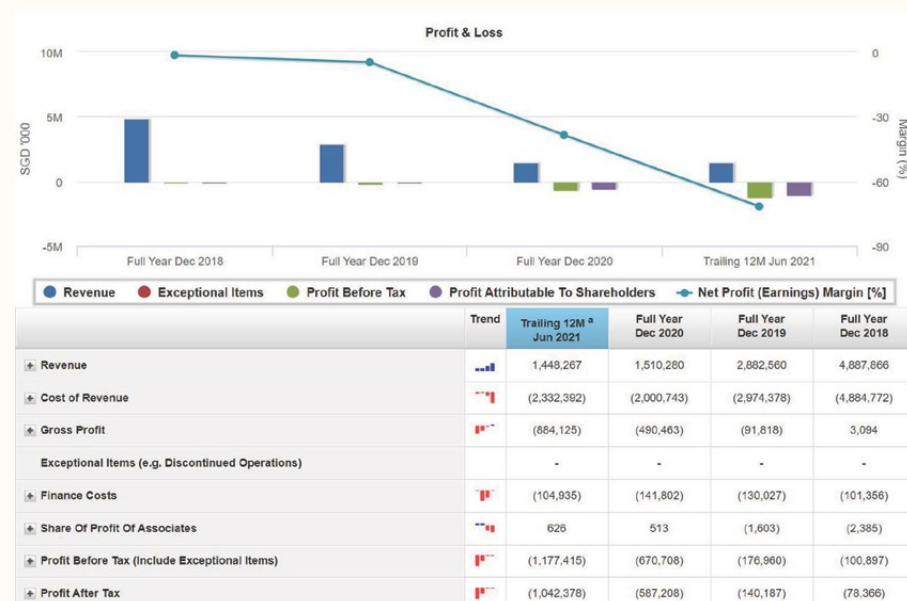 Profit & Loss
10M 0
5M -30
SGD '000 Margin (%)
0 -60
-5M -90
Full Year Dec 2018 Full Year Dec 2019 Full Year Dec 2020 Trailing 12M Jun 2021
Revenue Exceptional Items Profit Before Tax Profit Attributable To Shareholders Net Profit (Earnings) Margin [%]
Trend Trailing 12M a Full Year Full Year Full Year
Jun 2021 Dec 2020 Dec 2019 Dec 2018
+ Revenue 1,448,267 1,510,280 2,882,560 4,887,866
+ Cost of Revenue (2,332,392) (2,000,743) (2,974,378) (4,884,772)
+ Gross Profit (884,125) (490,463) (91,818) 3,094
Exceptional Items (e.g. Discontinued Operations) - - - -
+ Finance Costs (104,935) (141,802) (130,027) (101,356)
+ Share Of Profit Of Associates 626 513 (1,603) (2,385)
+ Profit Before Tax (Include Exceptional Items) (1,177,415) (670,708) (176,960) (100,897)
+ Profit After Tax (1,042,378) (587,208) (140,187) (78,366)